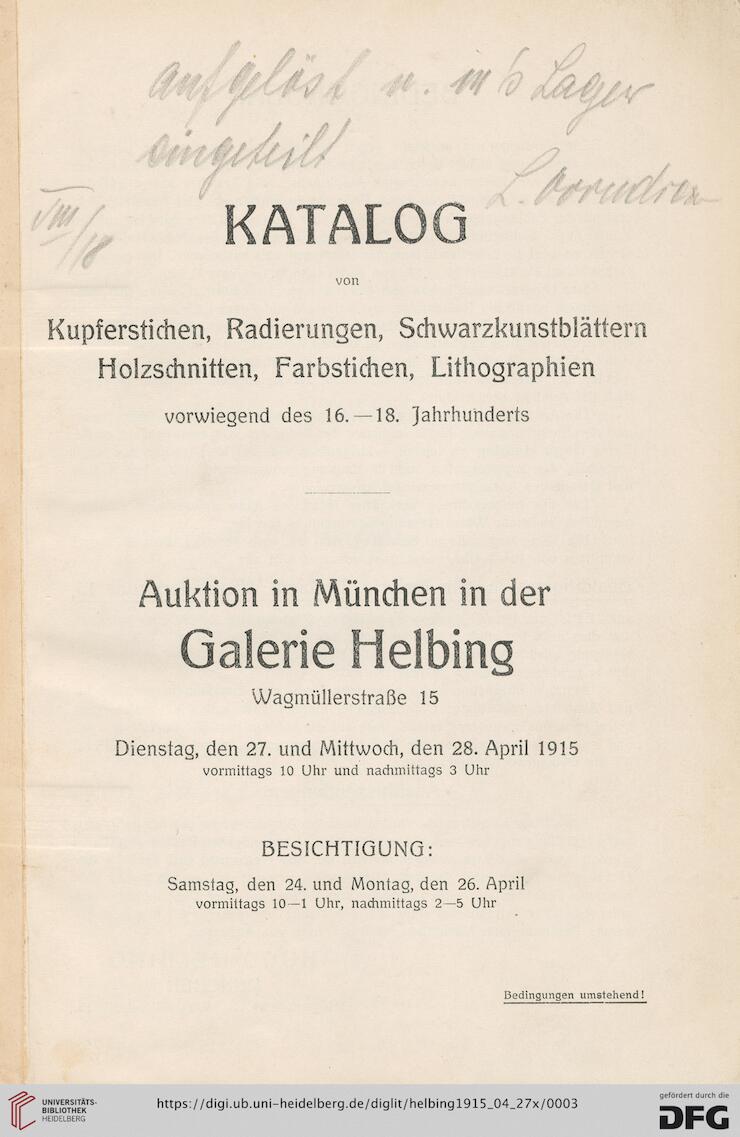 aufgelöst u. in's Lager
eingeteilt
L.
VIII/18
KATALOG
von
Kupferstichen, Radierungen, Schwarzkunstblättern
Holzschnitten, Farbstichen, Lithographien
vorwiegend des 16.—18. Jahrhunderts
Auktion in München in der
Galerie Helbing
Wagmüllerstraße 15
Dienstag, den 27. und Mittwoch, den 28. April 1915
vormittags 10 Uhr und nachmittags 3 Uhr
BESICHTIGUNG:
Samstag, den 24. und Montag, den 26. April
vormittags 10—1 Uhr, nachmittags 2—5 Uhr
Bedingungen umstehend!
UNIVERSITÄTS-
BIBLIOTHEK
HEIDELBERG
https://digi.ub.uni-heidelberg.de/diglit/helbing1915_04_27x/0003
gefördert durch die
DFG